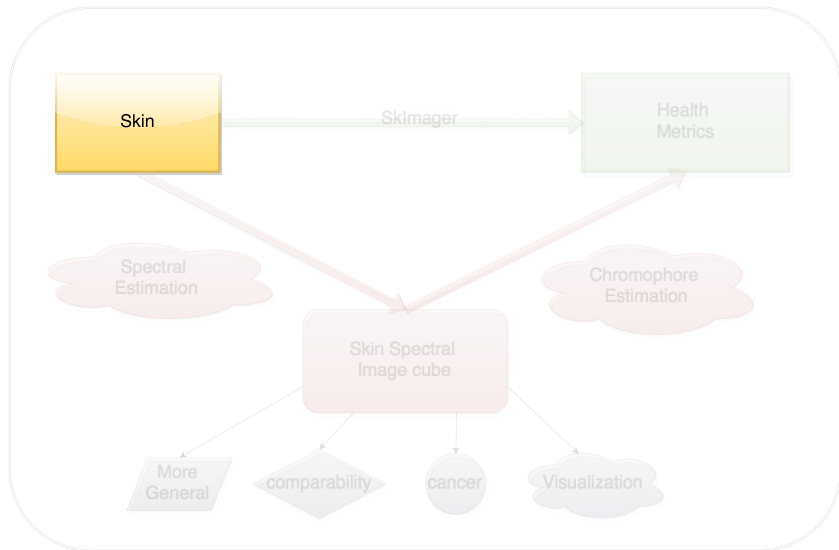 Skin
SkImager
Health
Metrics
Spectral
Estimation
Chromophore
Estimation
Skin Spectral
Image cube
More
General
comparability
cancer
Visualization